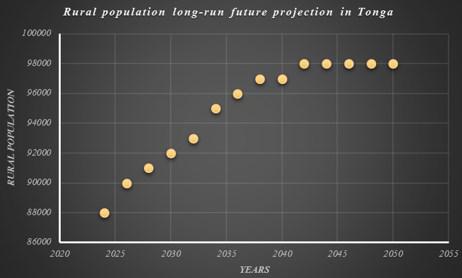 Rural population long-run future projection in Tonga
100000
98000
96000
94000
92000
90000
88000
86000
RURAL POPULATION
2020 2025 2030 2035 2040 2045 2050 2055
YEARS